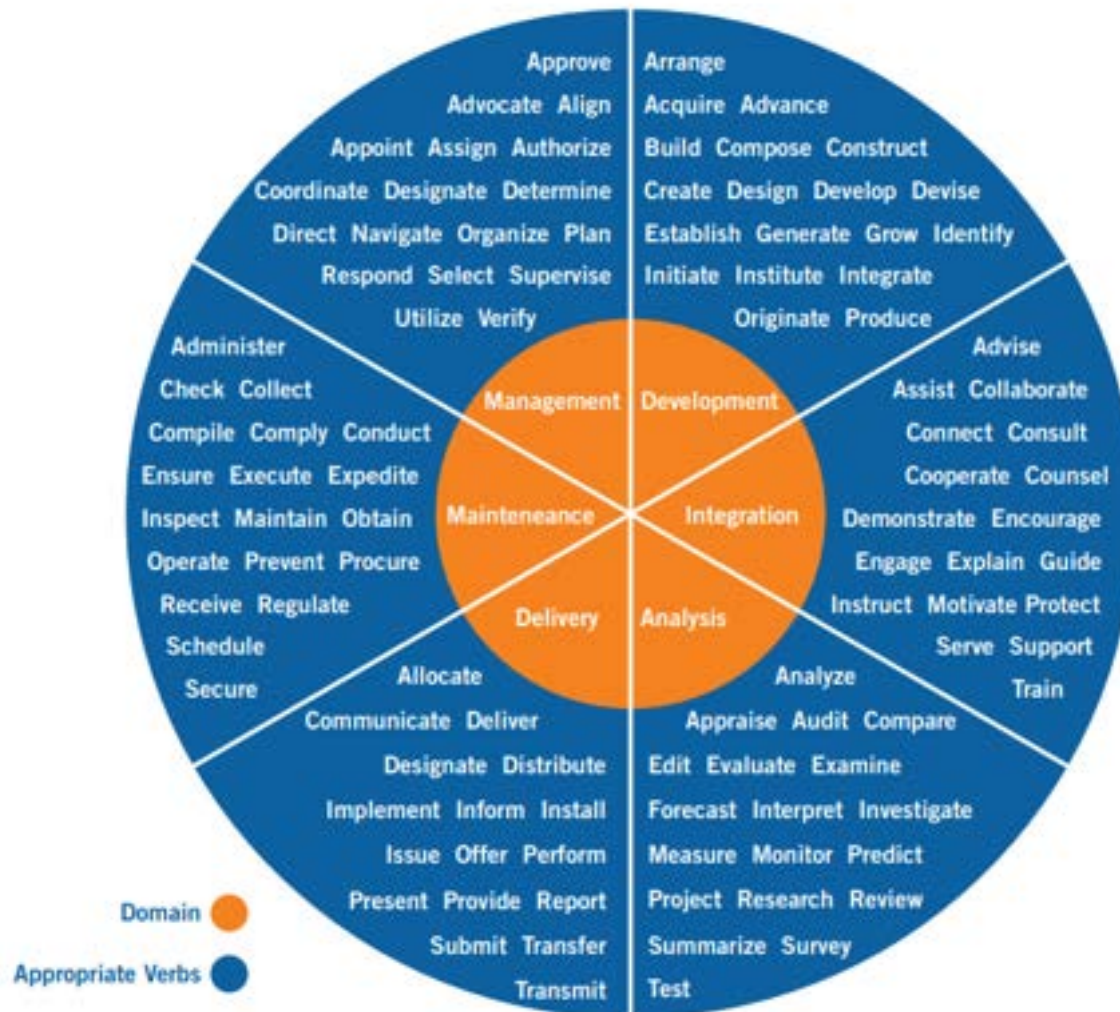 Approve
Advocate Align
Appoint Assign Authorize
Coordinate Designate Determine
Direct Navigate Organize Plan
Respond Select Supervise
Utilize Verify
Arrange
Acquire Advance
Build Compose Construct
Create Design Develop Devise
Establish Generate Grow Identify
Initiate Institute Integrate
Originate Produce
Administer
Check Collect
Compile Comply Conduct
Ensure Execute Expedite
Inspect Maintain Obtain
Operate Prevent Procure
Receive Regulate
Schedule
Secure
Management
Development
Mainteneance
Integration
Delivery
Analysis
Advise
Assist Collaborate
Connect Consult
Cooperate Counsel
Demonstrate Encourage
Engage Explain Guide
Instruct Motivate Protect
Serve Support
Train
Allocate
Communicate Deliver
Designate Distribute
Implement Inform Install
Issue Offer Perform
Present Provide Report
Submit Transfer
Transmit
Analyze
Appraise Audit Compare
Edit Evaluate Examine
Forecast Interpret Investigate
Measure Monitor Predict
Project Research Review
Summarize Survey
Test
Domain
Appropriate Verbs